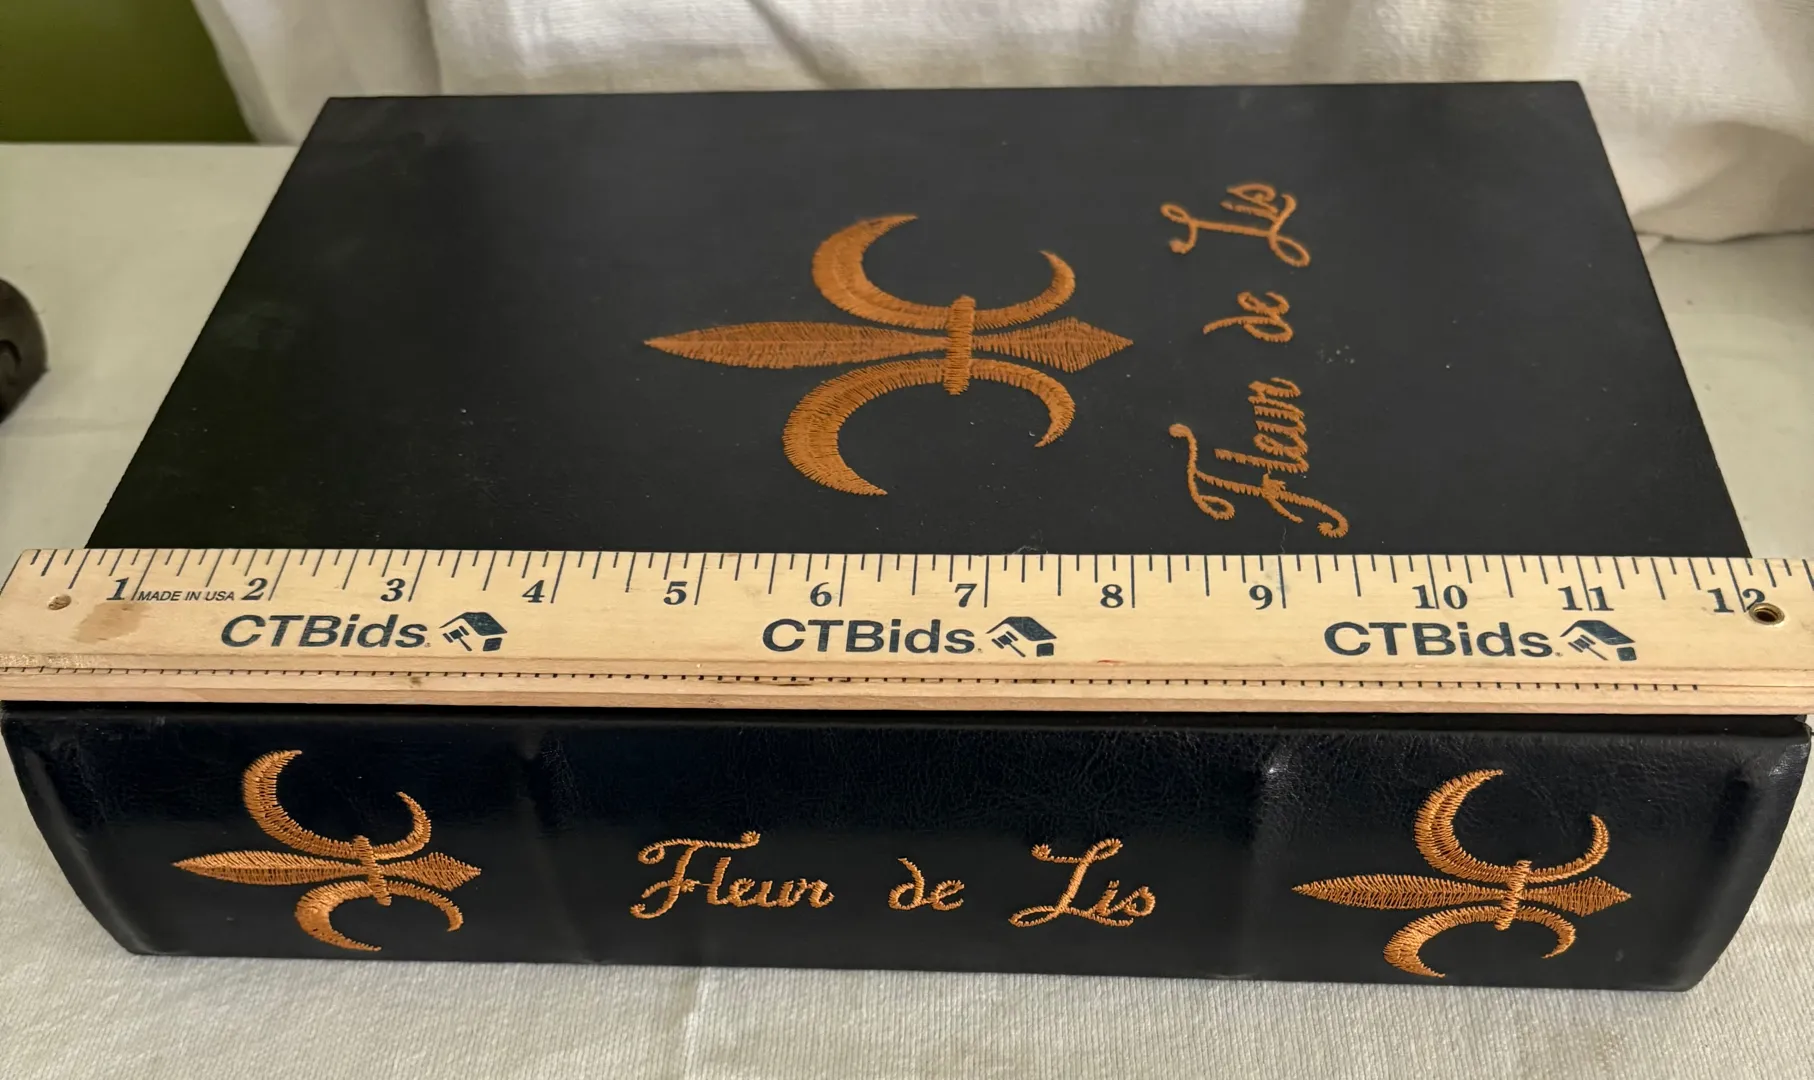 Fleur de Lis
1 2 3 4 5 6 7 8 9 10 11 12
MADE IN USA
CTBids. CTBids. CTBids.
Fleur de Lis